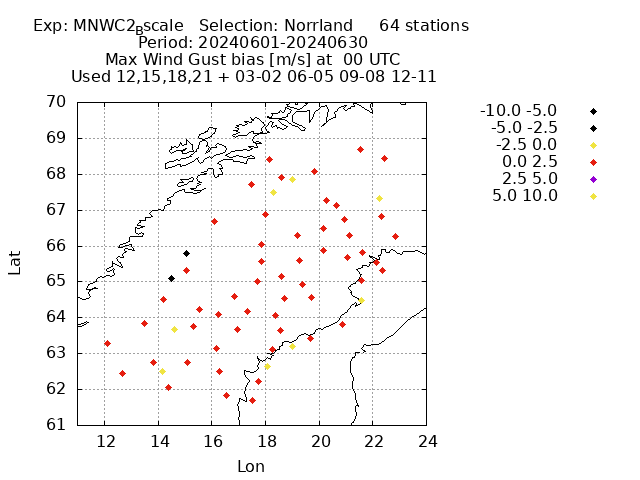 Exp: MNWC2Bscale Selection: Norrland 64 stations
Period: 20240601-20240630
Max Wind Gust bias [m/s] at 00 UTC
Used 12,15,18,21 + 03-02 06-05 09-08 12-11
70
69
68
67
66
65
64
63
62
61
Lat
12 14 16 18 20 22 24
Lon
-10.0 -5.0
-5.0 -2.5
-2.5 0.0
0.0 2.5
2.5 5.0
5.0 10.0